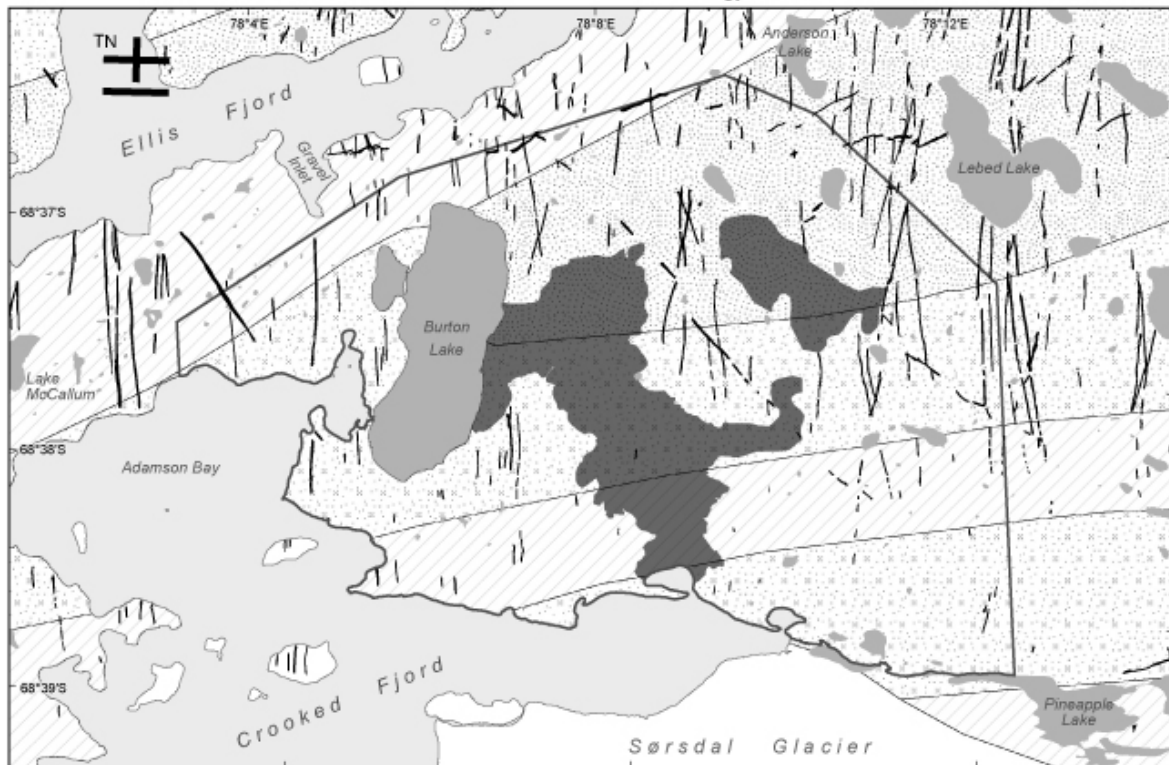 78°4'E
78°8'E
78°12'E
TN
Anderson
Lake
Ellis Fjord
Gravel
Inlet
Lebed Lake
68°37'S
Burton
Lake
Lake
McCallum
68°38'S
Adamson Bay
68°39'S
Crooked Fjord
Pineapple
Lake
Sørsdal Glacier